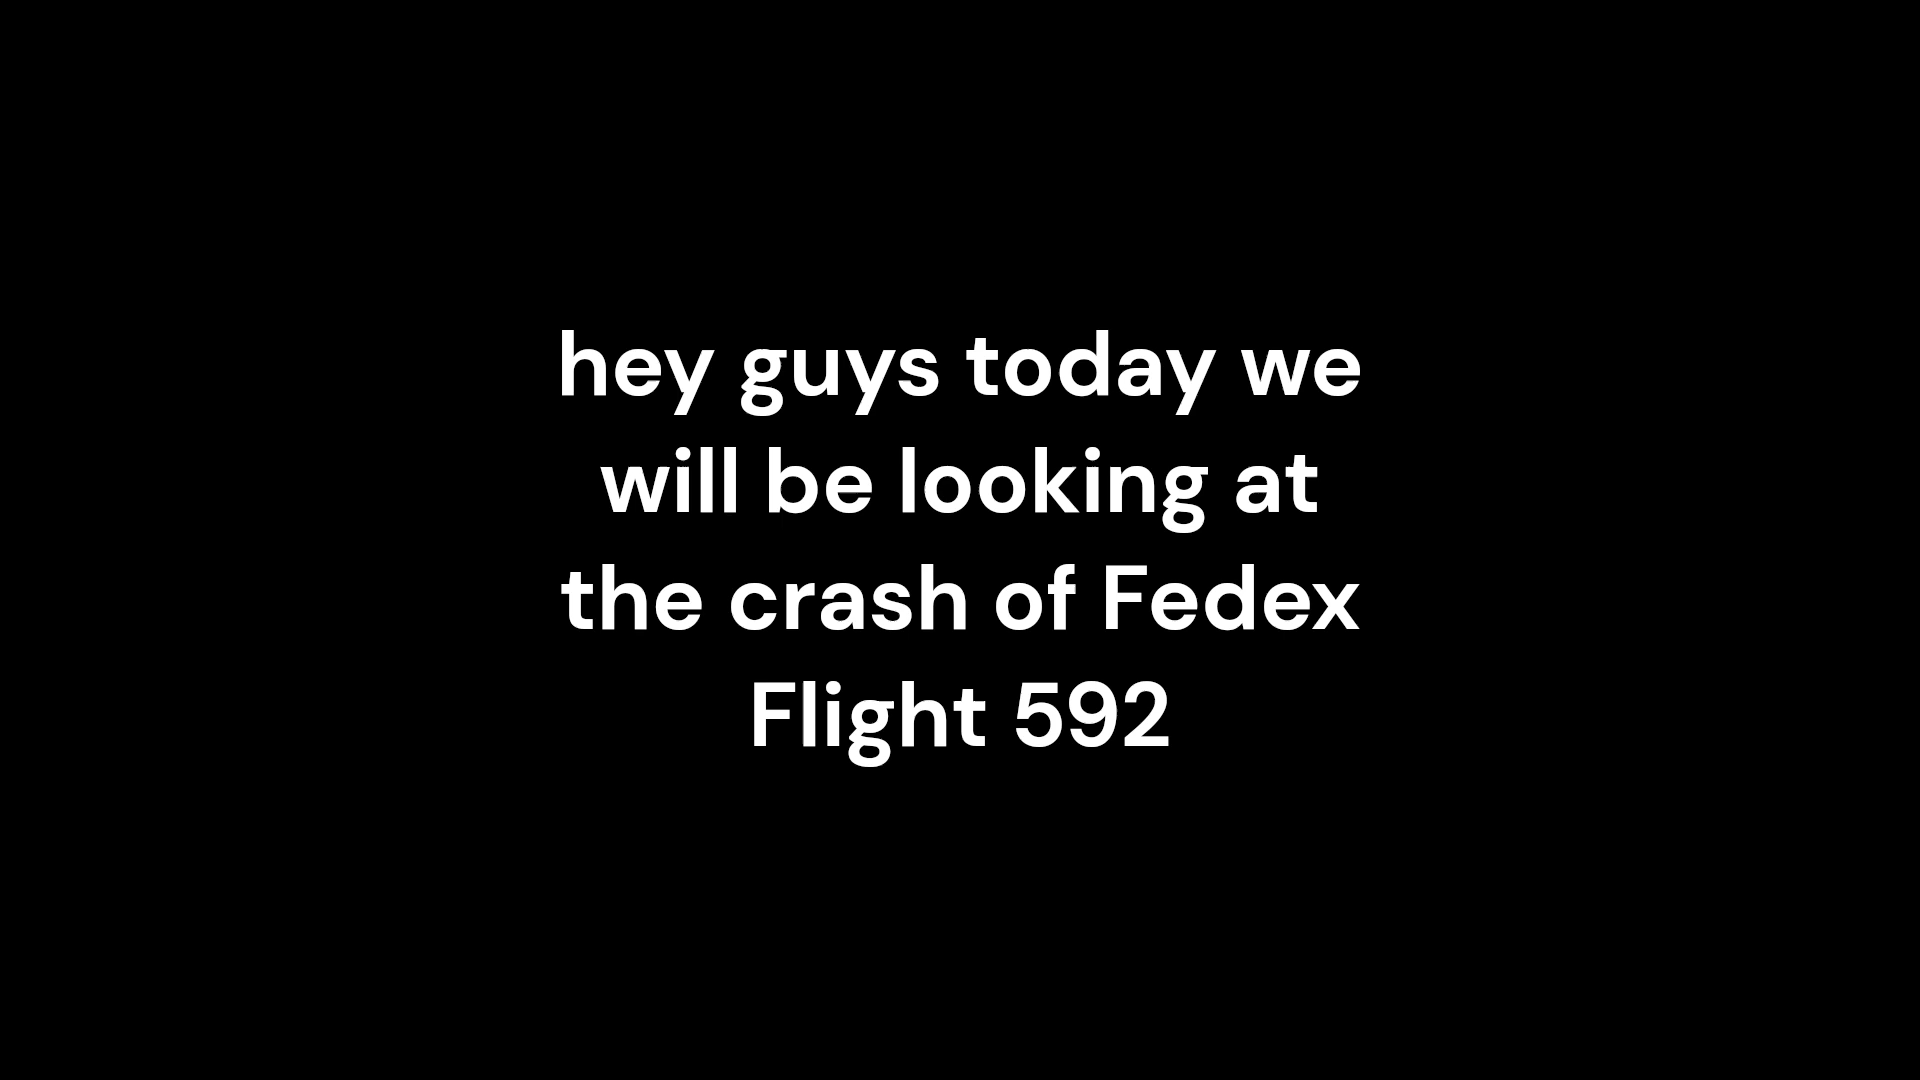 hey guys today we
will be looking at
the crash of Fedex
Flight 592